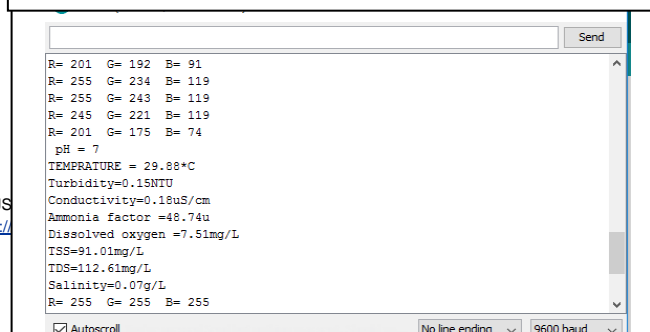 Send
R= 201 G= 192 B= 91
R= 255 G= 234 B= 119
R= 255 G= 243 B= 119
R= 245 G= 221 B= 119
R= 201 G= 175 B= 74
pH = 7
TEMPRATURE = 29.88*C
Turbidity=0.15NTU
Conductivity=0.18uS/cm
Ammonia factor =48.74u
Dissolved oxygen =7.51mg/L
TSS=91.01mg/L
TDS=112.61mg/L
Salinity=0.07g/L
R= 255 G= 255 B= 255
Autoscroll No line ending 9600 baud